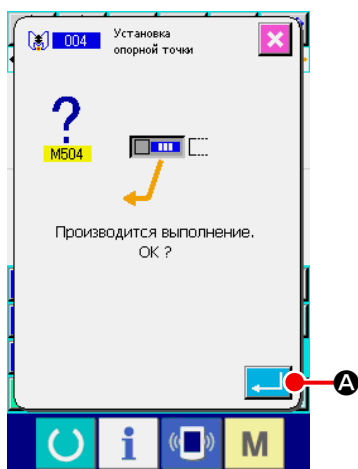 004
Установка
опорной точки
?
M504
Производится выполнение.
OK ?
A
i
M